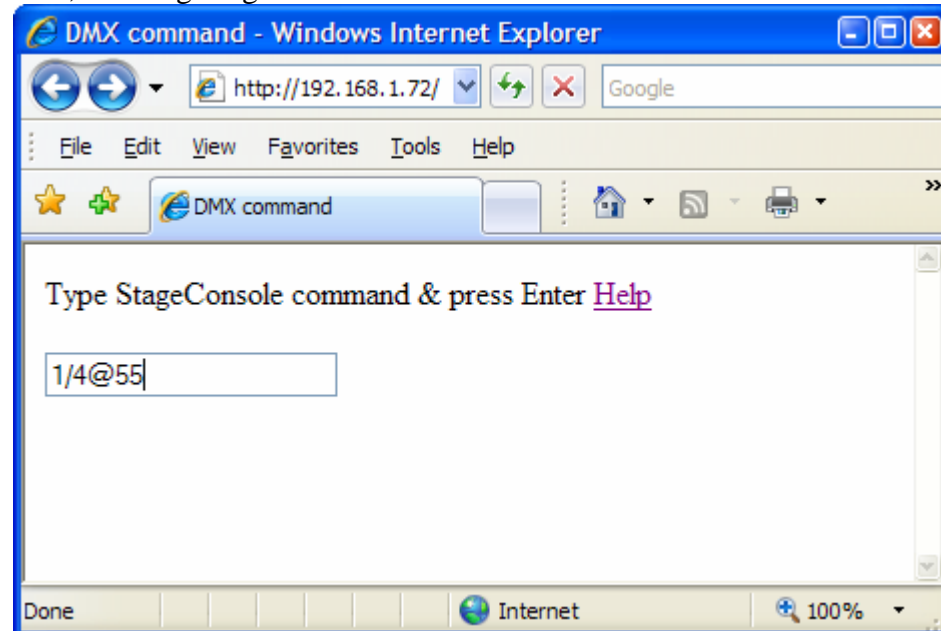 DMX command - Windows Internet Explorer
http://192.168.1.72/
Google
File Edit View Favorites Tools Help
DMX command
»
Type StageConsole command & press Enter Help
1/4@55
Done Internet 100%